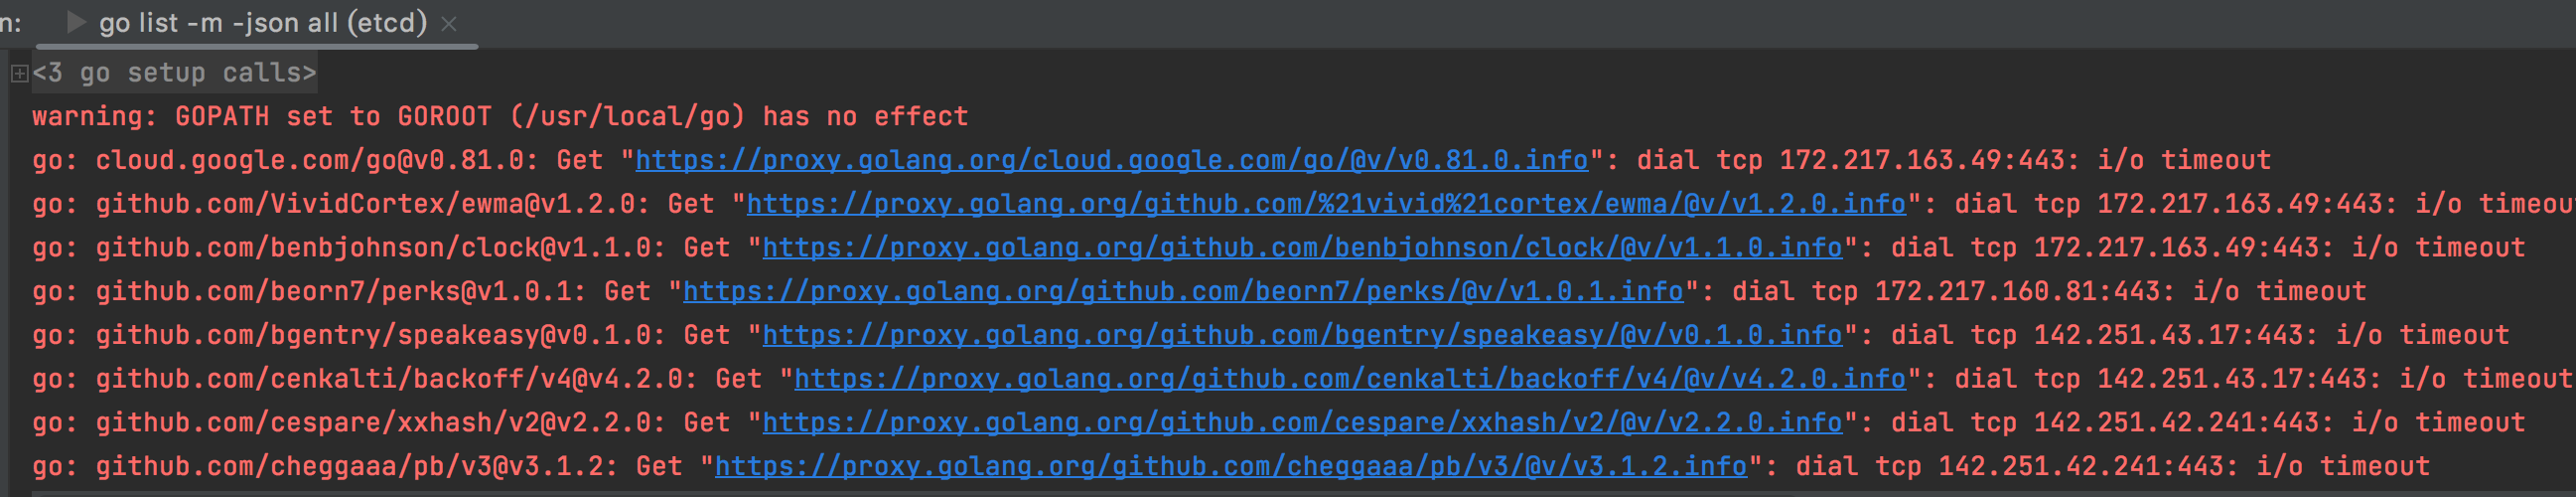 n: go list -m -json all (etcd)
<3 go setup calls>
warning: GOPATH set to GOROOT (/usr/local/go) has no effect
go: cloud.google.com/go@v0.81.0: Get "https://proxy.golang.org/cloud.google.com/go/@v/v0.81.0.info": dial tcp 172.217.163.49:443: i/o timeout
go: github.com/VividCortex/ewma@v1.2.0: Get "https://proxy.golang.org/github.com/%21vivid%21cortex/ewma/@v/v1.2.0.info": dial tcp 172.217.163.49:443: i/o timeou
go: github.com/benbjohnson/clock@v1.1.0: Get "https://proxy.golang.org/github.com/benbjohnson/clock/@v/v1.1.0.info": dial tcp 172.217.163.49:443: i/o timeout
go: github.com/beorn7/perks@v1.0.1: Get "https://proxy.golang.org/github.com/beorn7/perks/@v/v1.0.1.info": dial tcp 172.217.160.81:443: i/o timeout
go: github.com/bgentry/speakeasy@v0.1.0: Get "https://proxy.golang.org/github.com/bgentry/speakeasy/@v/v0.1.0.info": dial tcp 142.251.43.17:443: i/o timeout
go: github.com/cenkalti/backoff/v4@v4.2.0: Get "https://proxy.golang.org/github.com/cenkalti/backoff/v4/@v/v4.2.0.info": dial tcp 142.251.43.17:443: i/o timeout
go: github.com/cespare/xxhash/v2@v2.2.0: Get "https://proxy.golang.org/github.com/cespare/xxhash/v2/@v/v2.2.0.info": dial tcp 142.251.42.241:443: i/o timeout
go: github.com/cheggaaa/pb/v3@v3.1.2: Get "https://proxy.golang.org/github.com/cheggaaa/pb/v3/@v/v3.1.2.info": dial tcp 142.251.42.241:443: i/o timeout